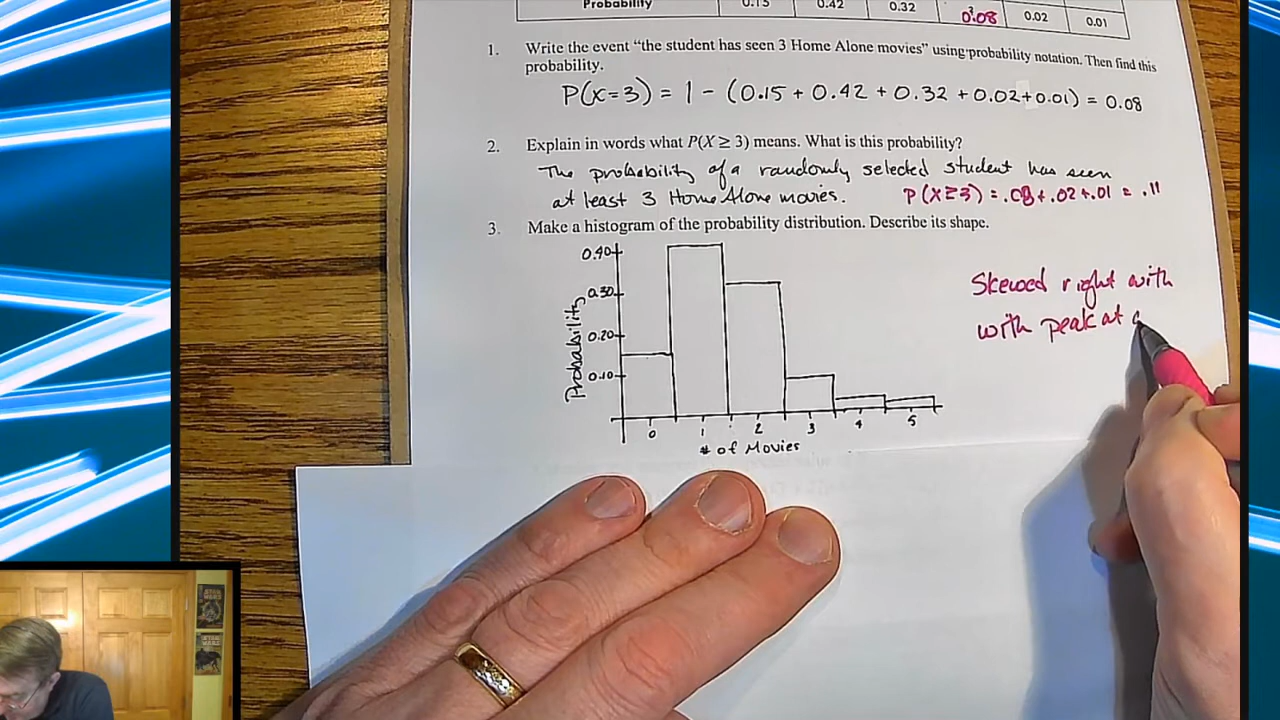 Probability 0.15 0.42 0.32 0.08 0.02 0.01
1. Write the event “the student has seen 3 Home Alone movies” using probability notation. Then find this
probability.
P(x=3) = 1 - (0.15 + 0.42 + 0.32 + 0.02+0.01) = 0.08
2. Explain in words what P(X ≥ 3) means. What is this probability?
The probability of a randomly selected student has seen
at least 3 Home Alone movies. P(X≥3) = .08+.02+.01 = .11
3. Make a histogram of the probability distribution. Describe its shape.
0.40
0.30
0.20
0.10
Probability
0 1 2 3 4 5
# of Movies
Skewed right with
with peak at
STAR WARS